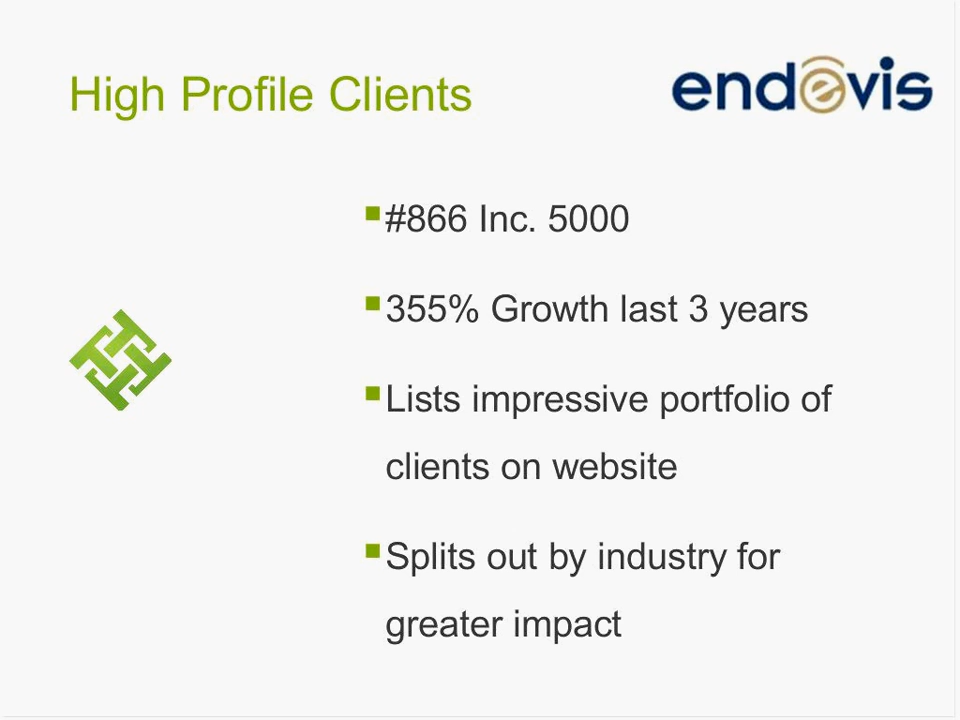 High Profile Clients
endevis
#866 Inc. 5000
355% Growth last 3 years
Lists impressive portfolio of
clients on website
Splits out by industry for
greater impact